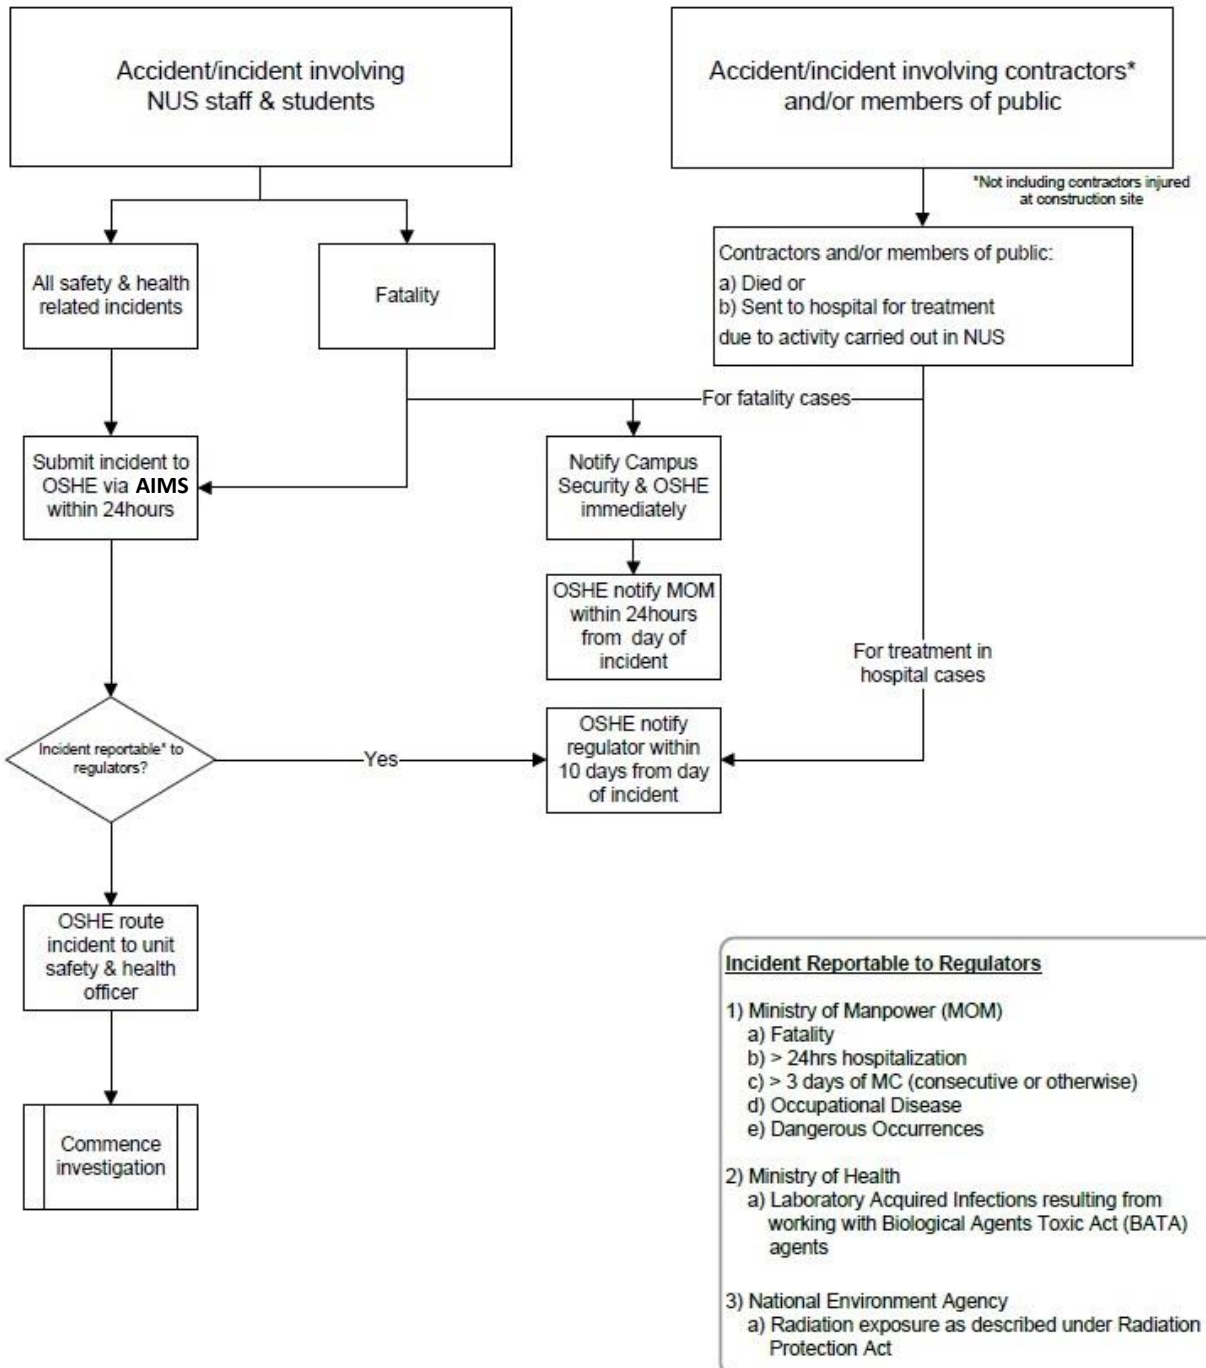 Accident/incident involving
NUS staff & students
Accident/incident involving contractors*
and/or members of public
*Not including contractors injured
at construction site
All safety & health
related incidents
Fatality
Contractors and/or members of public:
a) Died or
b) Sent to hospital for treatment
due to activity carried out in NUS
For fatality cases
Submit incident to
OSHE via AIMS
within 24hours
Notify Campus
Security & OSHE
immediately
OSHE notify MOM
within 24hours
from day of
incident
For treatment in
hospital cases
Incident reportable* to
regulators?
Yes
OSHE notify
regulator within
10 days from day
of incident
OSHE route
incident to unit
safety & health
officer
Commence
investigation
Incident Reportable to Regulators
1) Ministry of Manpower (MOM)
a) Fatality
b) > 24hrs hospitalization
c) > 3 days of MC (consecutive or otherwise)
d) Occupational Disease
e) Dangerous Occurrences
2) Ministry of Health
a) Laboratory Acquired Infections resulting from
working with Biological Agents Toxic Act (BATA)
agents
3) National Environment Agency
a) Radiation exposure as described under Radiation
Protection Act